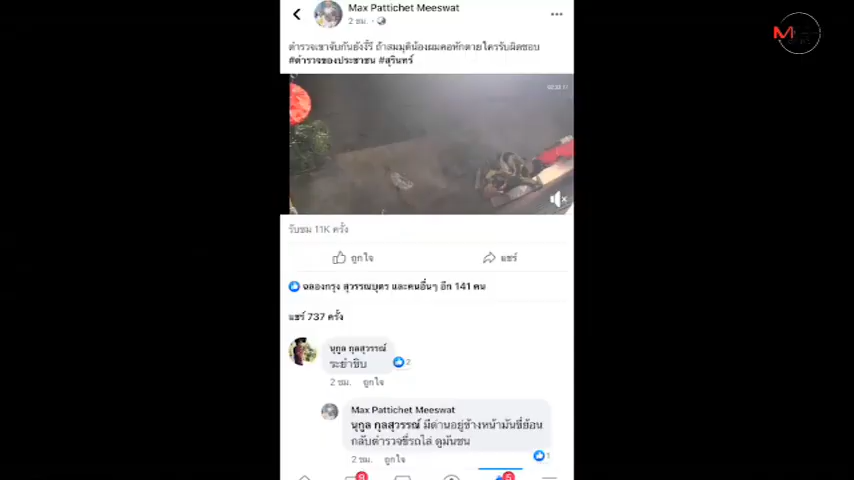 Max Pattichet Meeswat
2 ชม.
ตำรวจเขาจับกันยังงี้รึ ถ้าสมมุติน้องผมคอหักตายใครรับผิดชอบ
#ตำรวจของประชาชน #สุรินทร์
รับชม 11K ครั้ง
ถูกใจ
แชร์
ฉลองกรุง สุวรรณบุตร และคนอื่นๆ อีก 141 คน
แชร์ 737 ครั้ง
นุกูล กุลสุวรรณ์
ระยำขิบ
2
2 ชม. ถูกใจ
Max Pattichet Meeswat
นุกูล กุลสุวรรณ์ มีด่านอยู่ข้างหน้ามันขี่ย้อน
กลับตำรวจขี่รถไล่ ดูมันชน
1
2 ชม. ถูกใจ
5